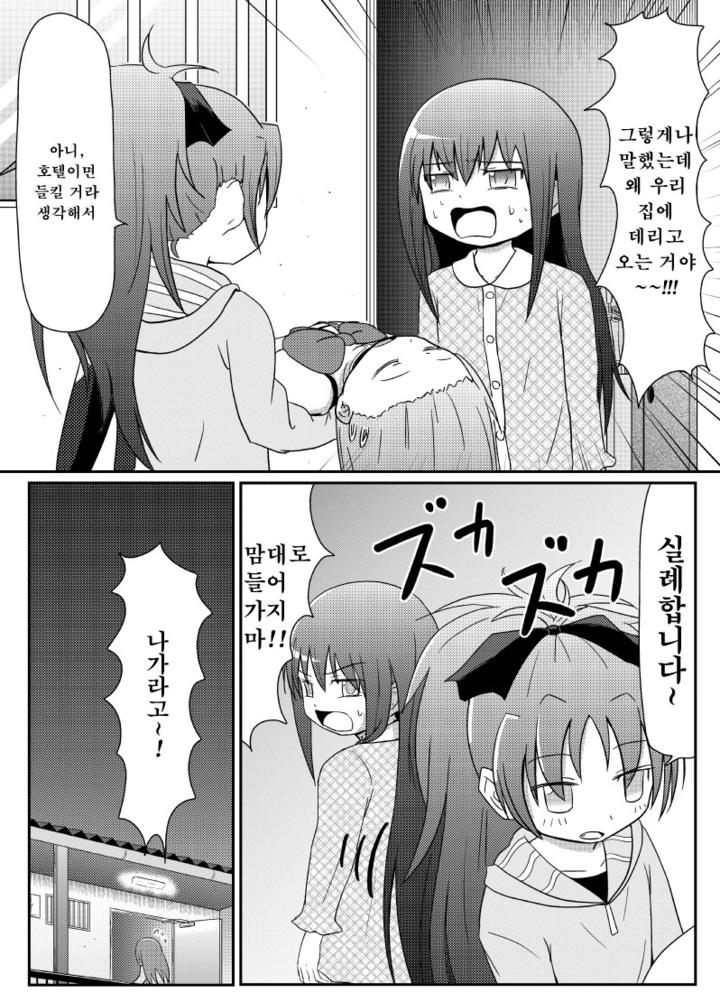 그렇게나
말했는데
왜 우리
집에
데리고
오는 거야
~~!!!
아니,
호텔이면
들킬 거라
생각해서
실례합니다~
ズカ
ズカ
맘대로
들어
가지
마!!
나가라고~!